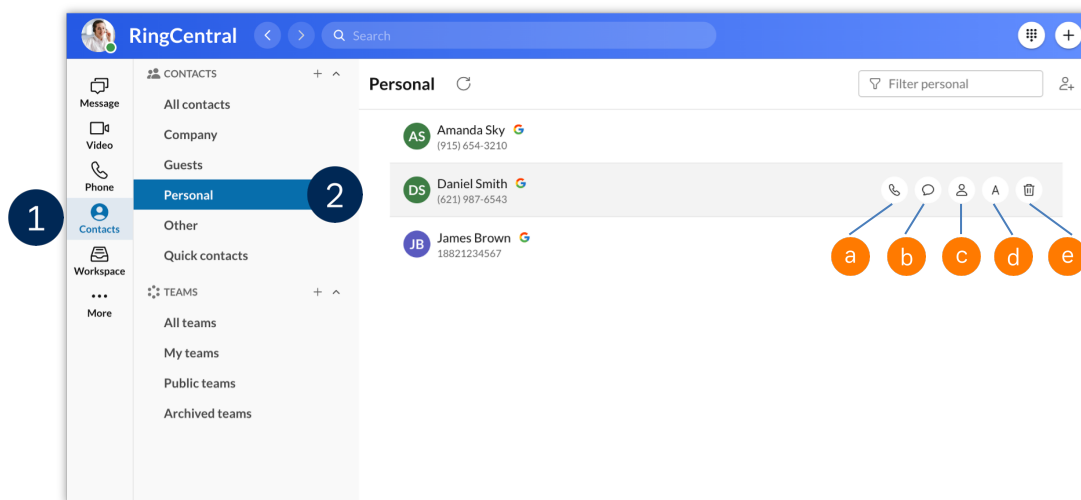 RingCentral
Search
Message
Video
Phone
Contacts
Workspace
More
CONTACTS
All contacts
Company
Guests
Personal
Other
Quick contacts
TEAMS
All teams
My teams
Public teams
Archived teams
1
2
Personal
Filter personal
AS
Amanda Sky G
(915) 654-3210
DS
Daniel Smith G
(621) 987-6543
A
JB
James Brown G
18821234567
a b c d e